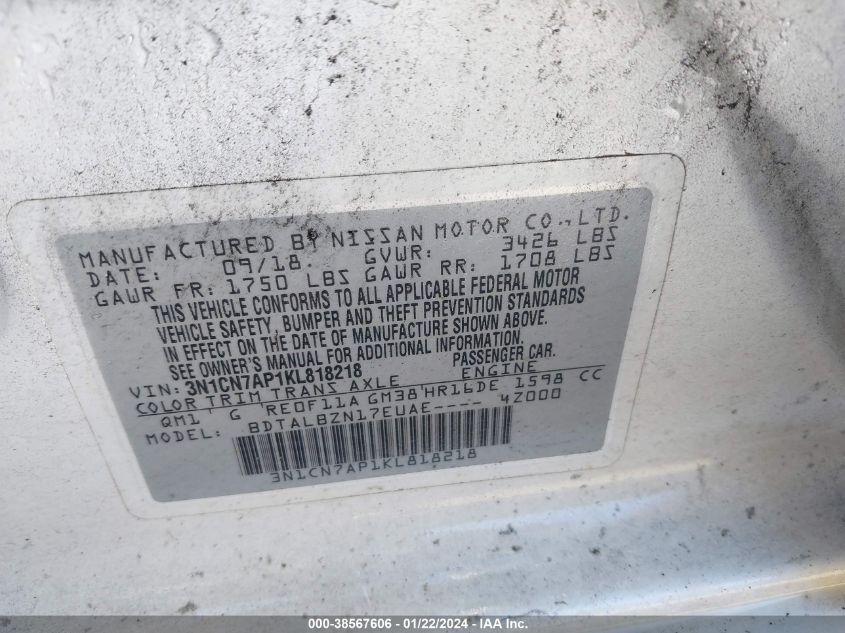 MANUFACTURED BY NISSAN MOTOR CO., LTD.
DATE: 09/18. GVWR: 3426 LBS
GAWR FR: 1750 LBS GAWR RR: 1708 LBS
THIS VEHICLE CONFORMS TO ALL APPLICABLE FEDERAL MOTOR
VEHICLE SAFETY, BUMPER AND THEFT PREVENTION STANDARDS
IN EFFECT ON THE DATE OF MANUFACTURE SHOWN ABOVE.
SEE OWNER'S MANUAL FOR ADDITIONAL INFORMATION.
VIN: 3N1CN7AP1KL818218 PASSENGER CAR.
COLOR TRIM TRANS AXLE ENGINE
QM1 G RE0F11A GM38 HR16DE 1598 CC
MODEL: BDTALBZN17EUAE---- 4Z000
3N1CN7AP1KL818218
000-38567606 - 01/22/2024 - IAA, Inc.